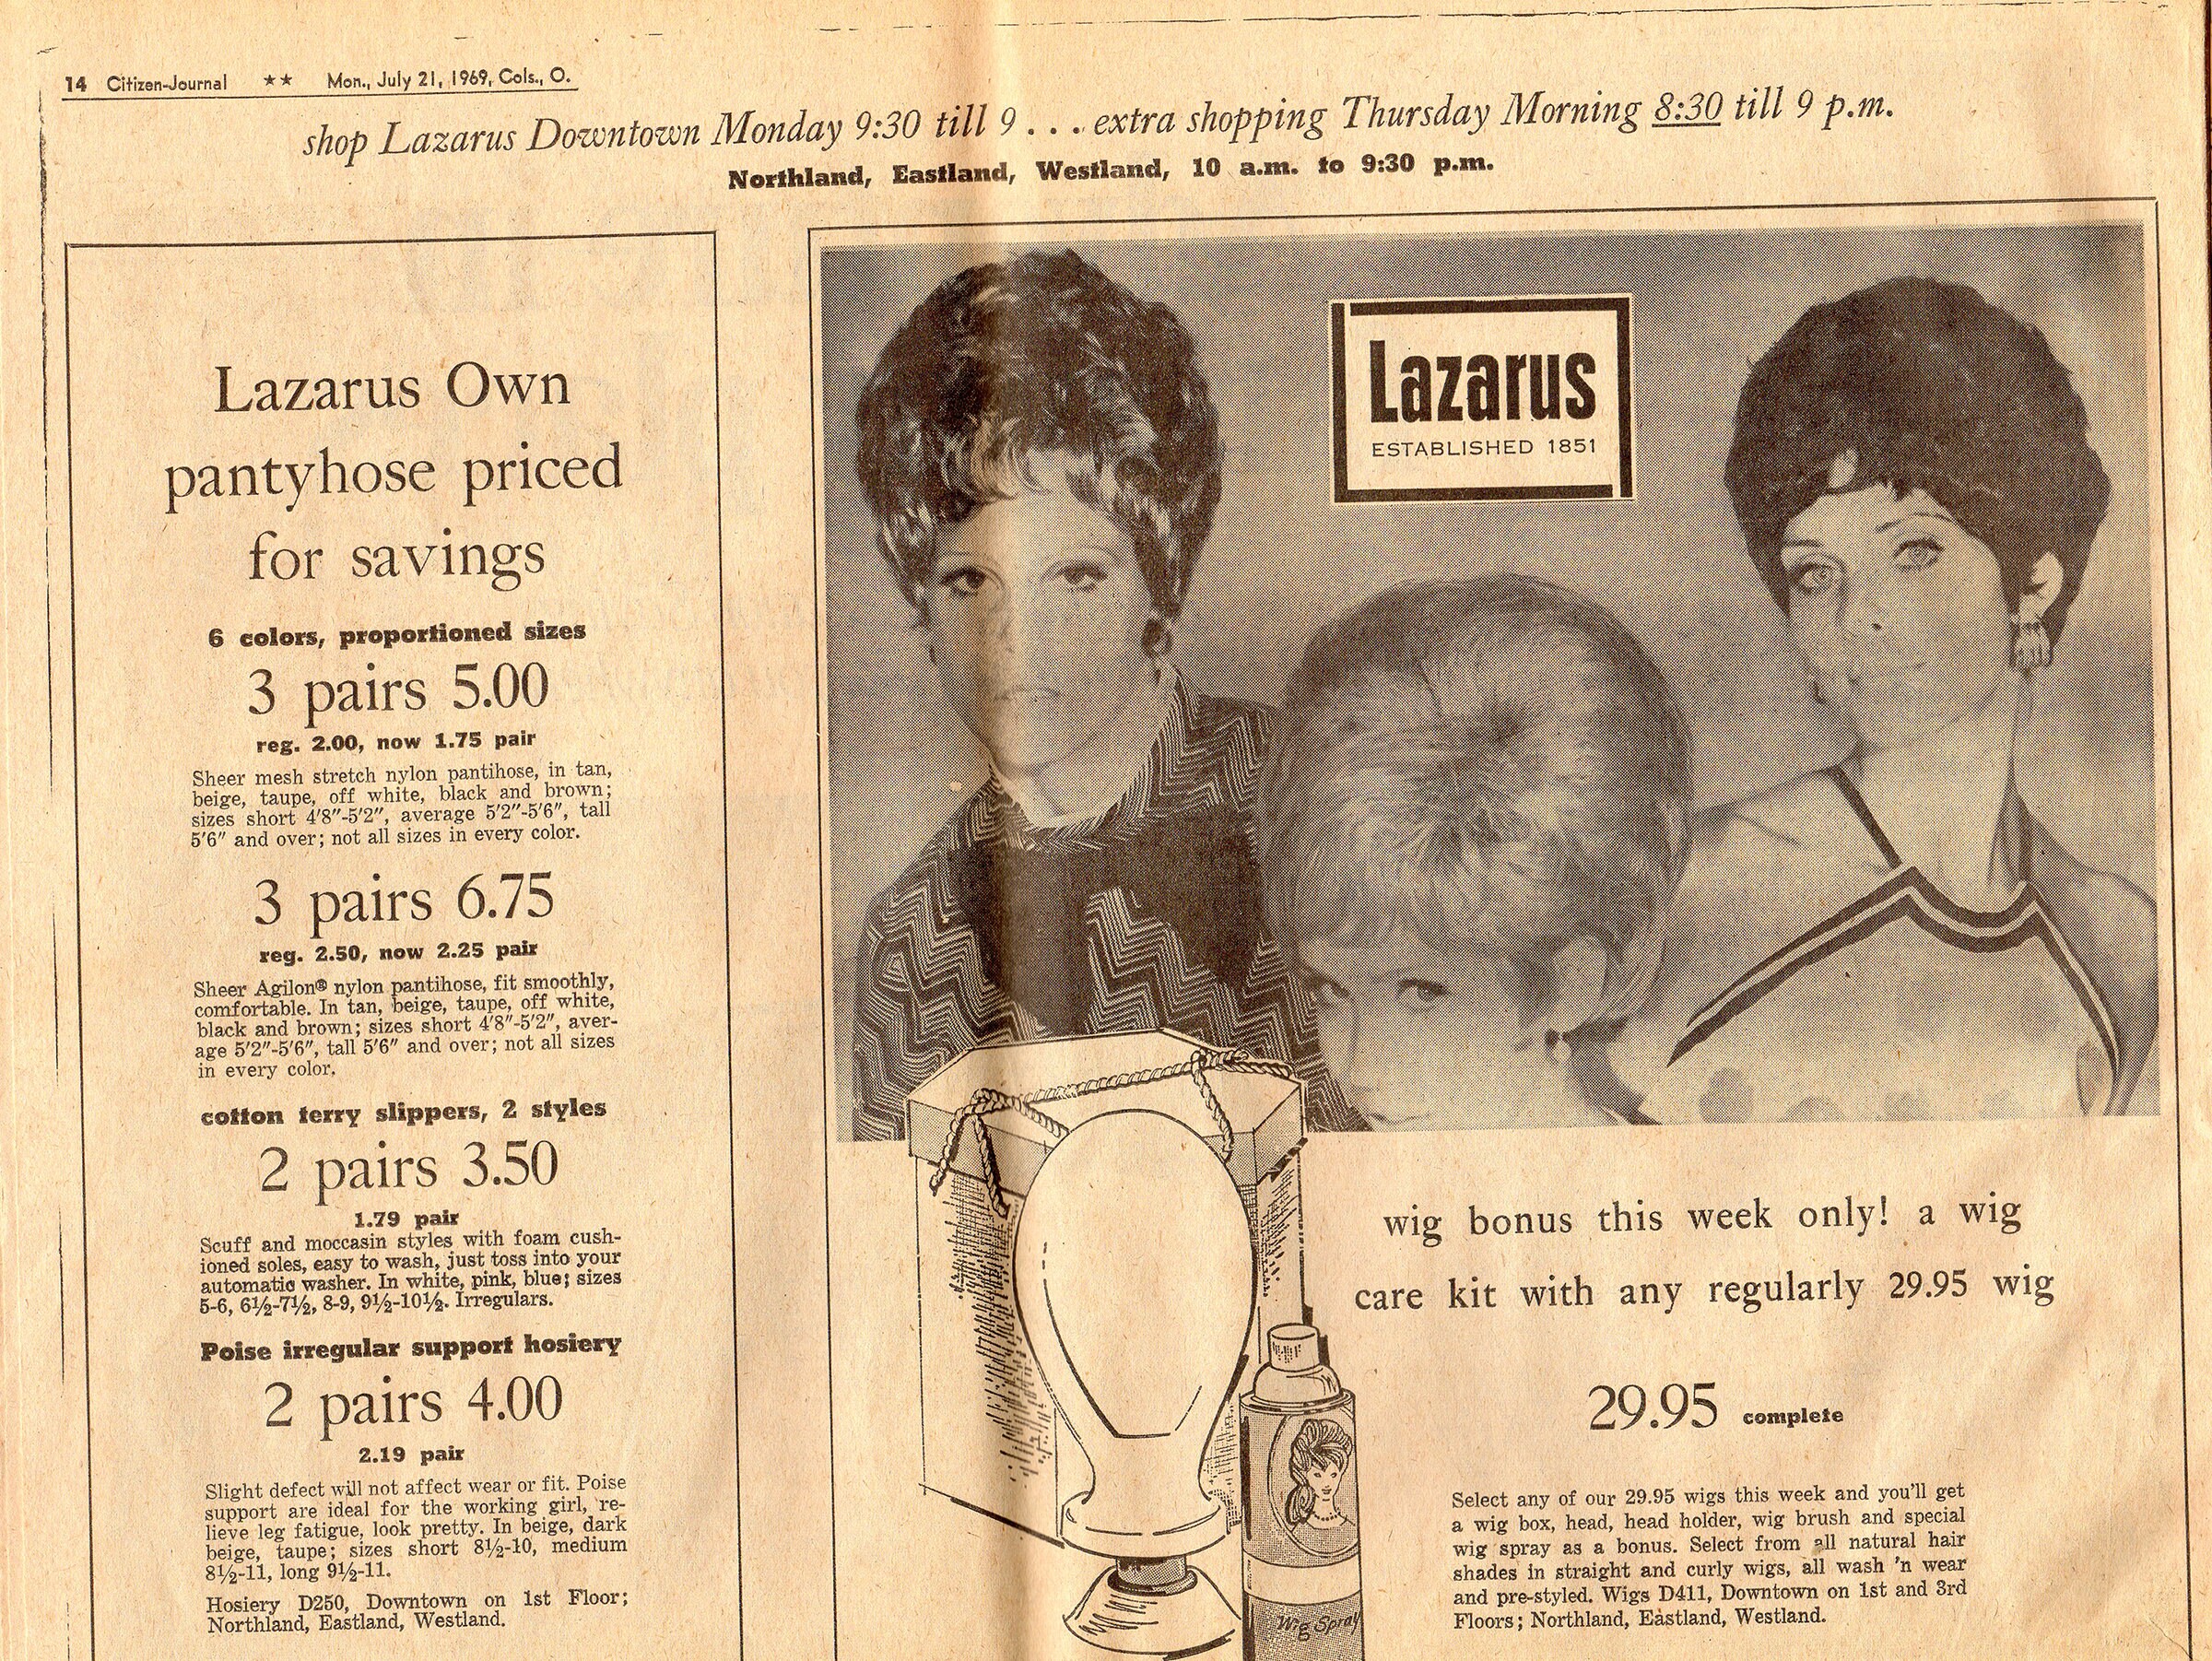 14 Citizen-Journal ★★ Mon., July 21, 1969, Cols., O.
shop Lazarus Downtown Monday 9:30 till 9 . . . extra shopping Thursday Morning 8:30 till 9 p.m.
Northland, Eastland, Westland, 10 a.m. to 9:30 p.m.
Lazarus Own
pantyhose priced
for savings
6 colors, proportioned sizes
3 pairs 5.00
reg. 2.00, now 1.75 pair
Sheer mesh stretch nylon pantihose, in tan,
beige, taupe, off white, black and brown;
sizes short 4'8"-5'2", average 5'2"-5'6", tall
5'6" and over; not all sizes in every color.
3 pairs 6.75
reg. 2.50, now 2.25 pair
Sheer Agilon® nylon pantihose, fit smoothly,
comfortable. In tan, beige, taupe, off white,
black and brown; sizes short 4'8"-5'2", aver-
age 5'2"-5'6", tall 5'6" and over; not all sizes
in every color.
cotton terry slippers, 2 styles
2 pairs 3.50
1.79 pair
Scuff and moccasin styles with foam cush-
ioned soles, easy to wash, just toss into your
automatic washer. In white, pink, blue; sizes
5-6, 6½-7½, 8-9, 9½-10½. Irregulars.
Poise irregular support hosiery
2 pairs 4.00
2.19 pair
Slight defect will not affect wear or fit. Poise
support are ideal for the working girl, re-
lieve leg fatigue, look pretty. In beige, dark
beige, taupe; sizes short 8½-10, medium
8½-11, long 9½-11.
Hosiery D250, Downtown on 1st Floor;
Northland, Eastland, Westland.
Lazarus
ESTABLISHED 1851
wig bonus this week only! a wig
care kit with any regularly 29.95 wig
29.95 complete
Select any of our 29.95 wigs this week and you'll get
a wig box, head, head holder, wig brush and special
wig spray as a bonus. Select from all natural hair
shades in straight and curly wigs, all wash 'n wear
and pre-styled. Wigs D411, Downtown on 1st and 3rd
Floors; Northland, Eastland, Westland.
Wig Spray